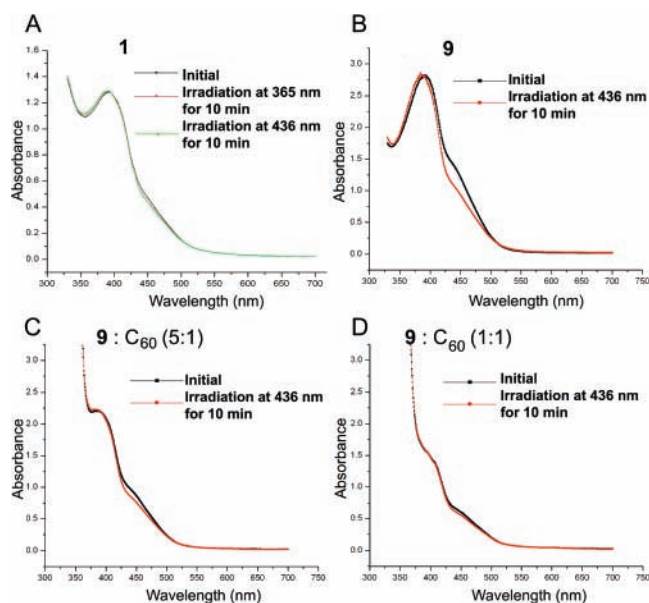 A
1
1.6
1.4
1.2
1.0
0.8
0.6
0.4
0.2
0.0
Absorbance
Initial
Irradiation at 365 nm
for 10 min
Irradiation at 436 nm
for 10 min
300 350 400 450 500 550 600 650 700
Wavelength (nm)
B
9
3.0
2.5
2.0
1.5
1.0
0.5
0.0
Absorbance
Initial
Irradiation at 436 nm
for 10 min
300 350 400 450 500 550 600 650 700 750
Wavelength (nm)
C
9 : C60 (5:1)
3.0
2.5
2.0
1.5
1.0
0.5
0.0
Absorbance
Initial
Irradiation at 436 nm
for 10 min
300 350 400 450 500 550 600 650 700 750
Wavelength (nm)
D
9 : C60 (1:1)
3.0
2.5
2.0
1.5
1.0
0.5
0.0
Absorbance
Initial
Irradiation at 436 nm
for 10 min
300 350 400 450 500 550 600 650 700 750
Wavelength (nm)